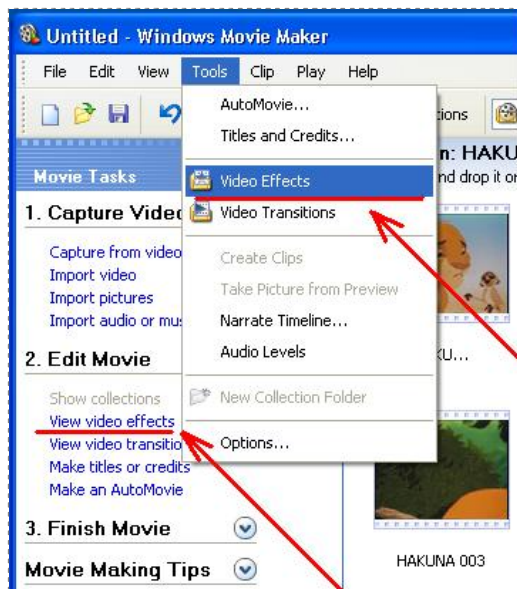 Untitled - Windows Movie Maker
File Edit View Tools Clip Play Help
AutoMovie...
Titles and Credits...
Video Effects
Video Transitions
Create Clips
Take Picture from Preview
Narrate Timeline...
Audio Levels
New Collection Folder
Options...
ions
n: HAKU
nd drop it or
Movie Tasks
1. Capture Video
Capture from video
Import video
Import pictures
Import audio or mus
2. Edit Movie
Show collections
View video effects
View video transitio
Make titles or credits
Make an AutoMovie
3. Finish Movie
Movie Making Tips
KU...
HAKUNA 003